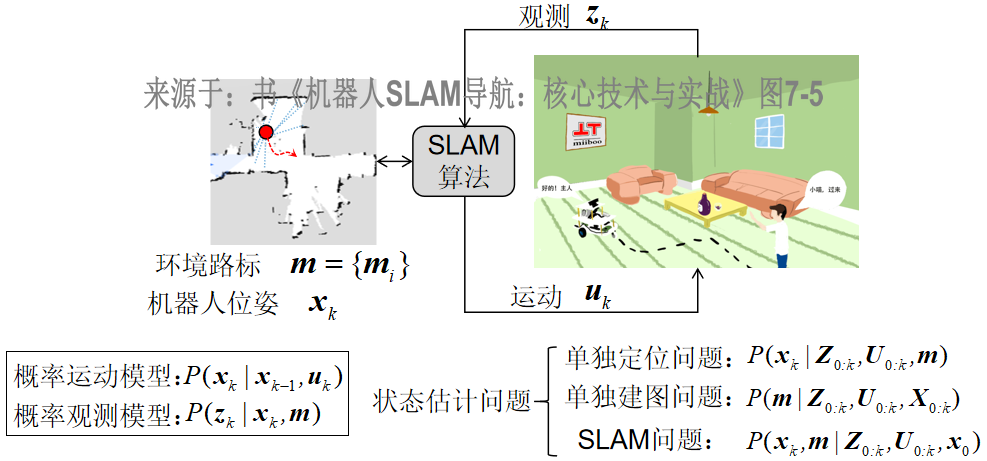 观测 z_k
来源于：书《机器人SLAM导航：核心技术与实战》图7-5
SLAM
算法
miiboo
好的！主人
小喵，过来
环境路标 m = {m_i}
机器人位姿 x_k
运动 u_k
概率运动模型：P(x_k | x_{k-1}, u_k)
概率观测模型：P(z_k | x_k, m)
状态估计问题
单独定位问题：P(x_k | Z_{0:k}, U_{0:k}, m)
单独建图问题：P(m | Z_{0:k}, U_{0:k}, X_{0:k})
SLAM问题：P(x_k, m | Z_{0:k}, U_{0:k}, x_0)